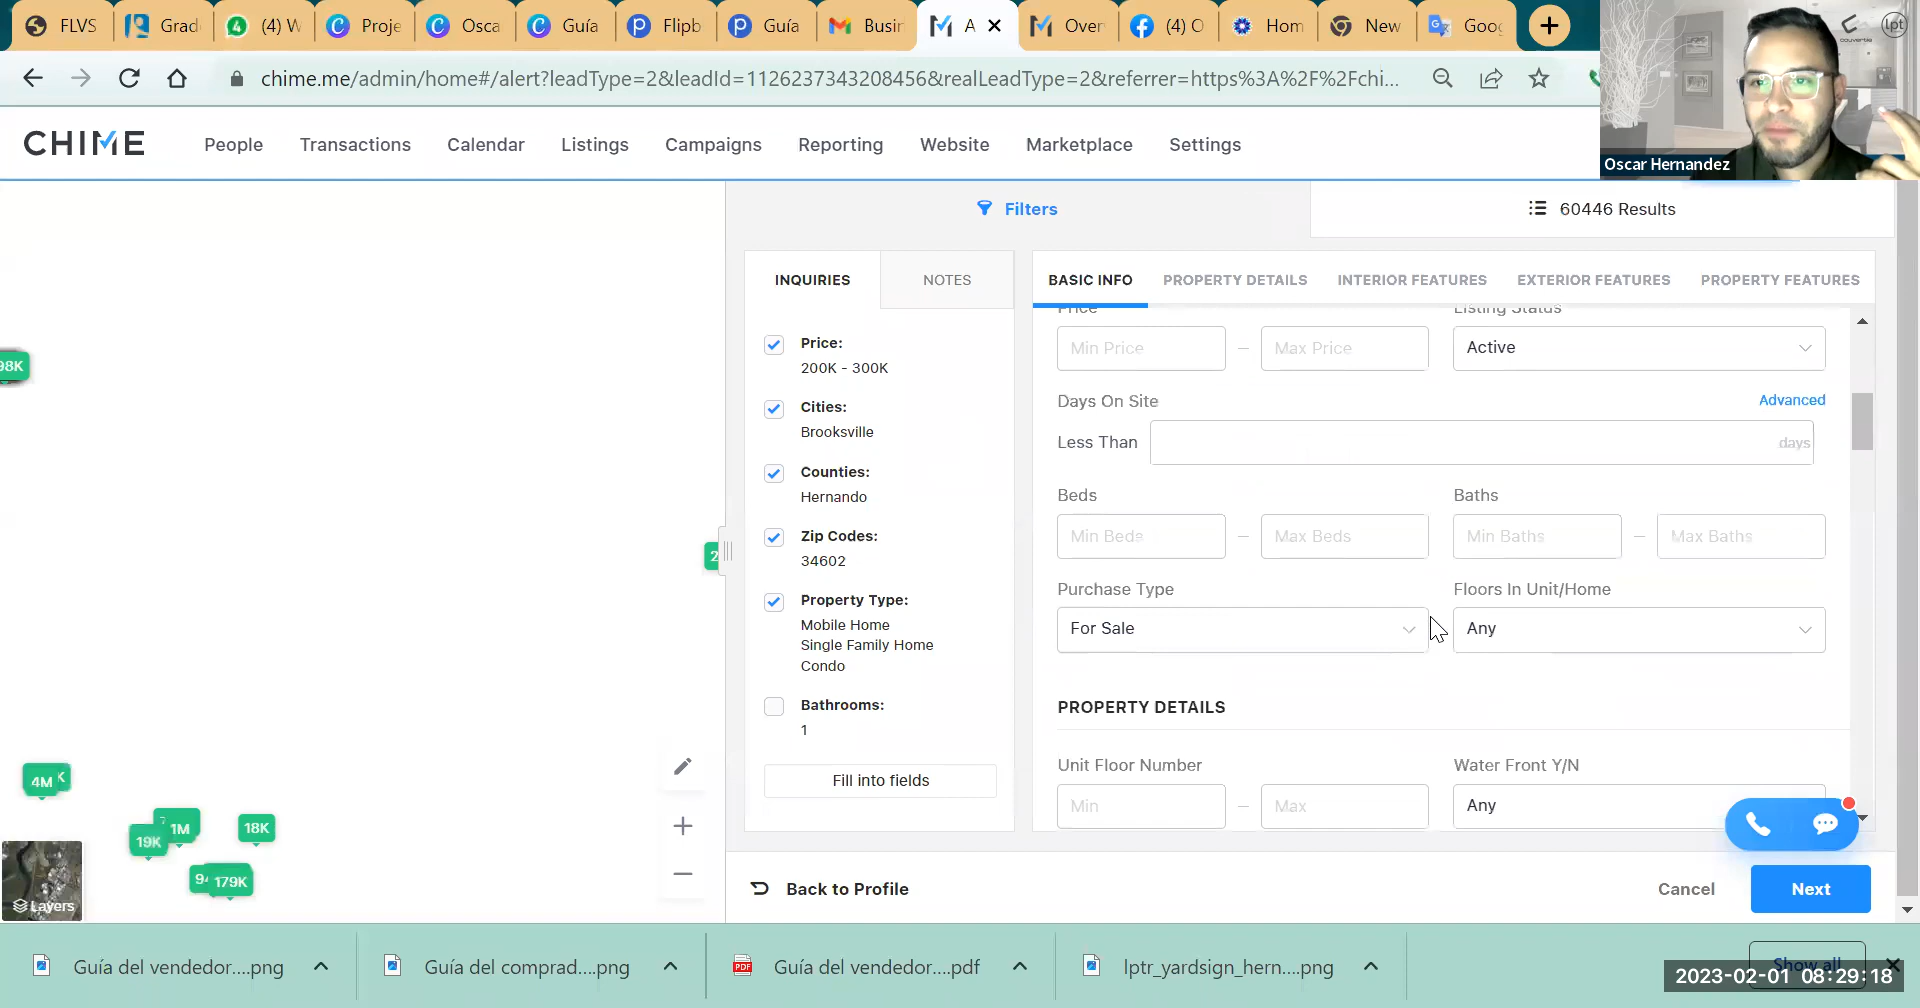 FLVS
Grad
(4) W
Proje
Osca
Guía
Flipb
Guía
Busin
A
Over
(4) O
Hom
New
Goog
lpt
chime.me/admin/home#/alert?leadType=2&leadId=1126237343208456&realLeadType=2&referrer=https%3A%2F%2Fchi...
CHIME
People
Transactions
Calendar
Listings
Campaigns
Reporting
Website
Marketplace
Settings
Oscar Hernandez
Filters
60446 Results
INQUIRIES
NOTES
BASIC INFO
PROPERTY DETAILS
INTERIOR FEATURES
EXTERIOR FEATURES
PROPERTY FEATURES
Price:
200K - 300K
Cities:
Brooksville
Counties:
Hernando
Zip Codes:
34602
Property Type:
Mobile Home
Single Family Home
Condo
Bathrooms:
1
Fill into fields
Price
Listing Status
Min Price
Max Price
Active
Days On Site
Advanced
Less Than
days
Beds
Baths
Min Beds
Max Beds
Min Baths
Max Baths
Purchase Type
Floors In Unit/Home
For Sale
Any
PROPERTY DETAILS
Unit Floor Number
Water Front Y/N
Min
Max
Any
98K
2
4M
K
1M
19K
18K
179K
Layers
Back to Profile
Cancel
Next
Guía del vendedor....png
Guía del comprad....png
PDF
Guía del vendedor....pdf
lptr_yardsign_hern....png
Show all
2023-02-01 08:29:18